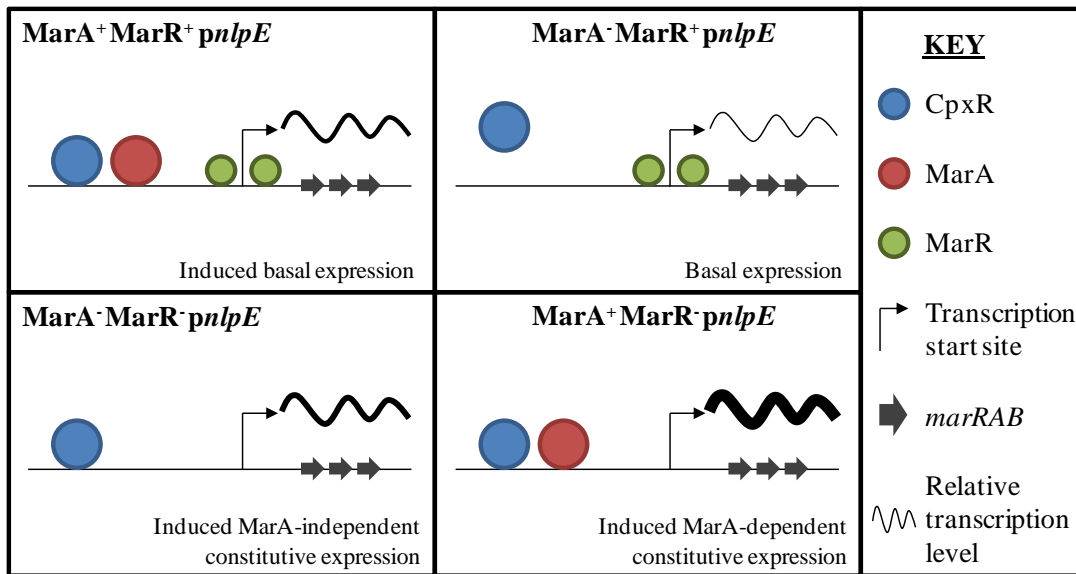 MarA⁺MarR⁺pnlpE
Induced basal expression
MarA⁻MarR⁺pnlpE
Basal expression
MarA⁻MarR⁻pnlpE
Induced MarA-independent
constitutive expression
MarA⁺MarR⁻pnlpE
Induced MarA-dependent
constitutive expression
KEY
CpxR
MarA
MarR
Transcription
start site
marRAB
Relative
transcription
level